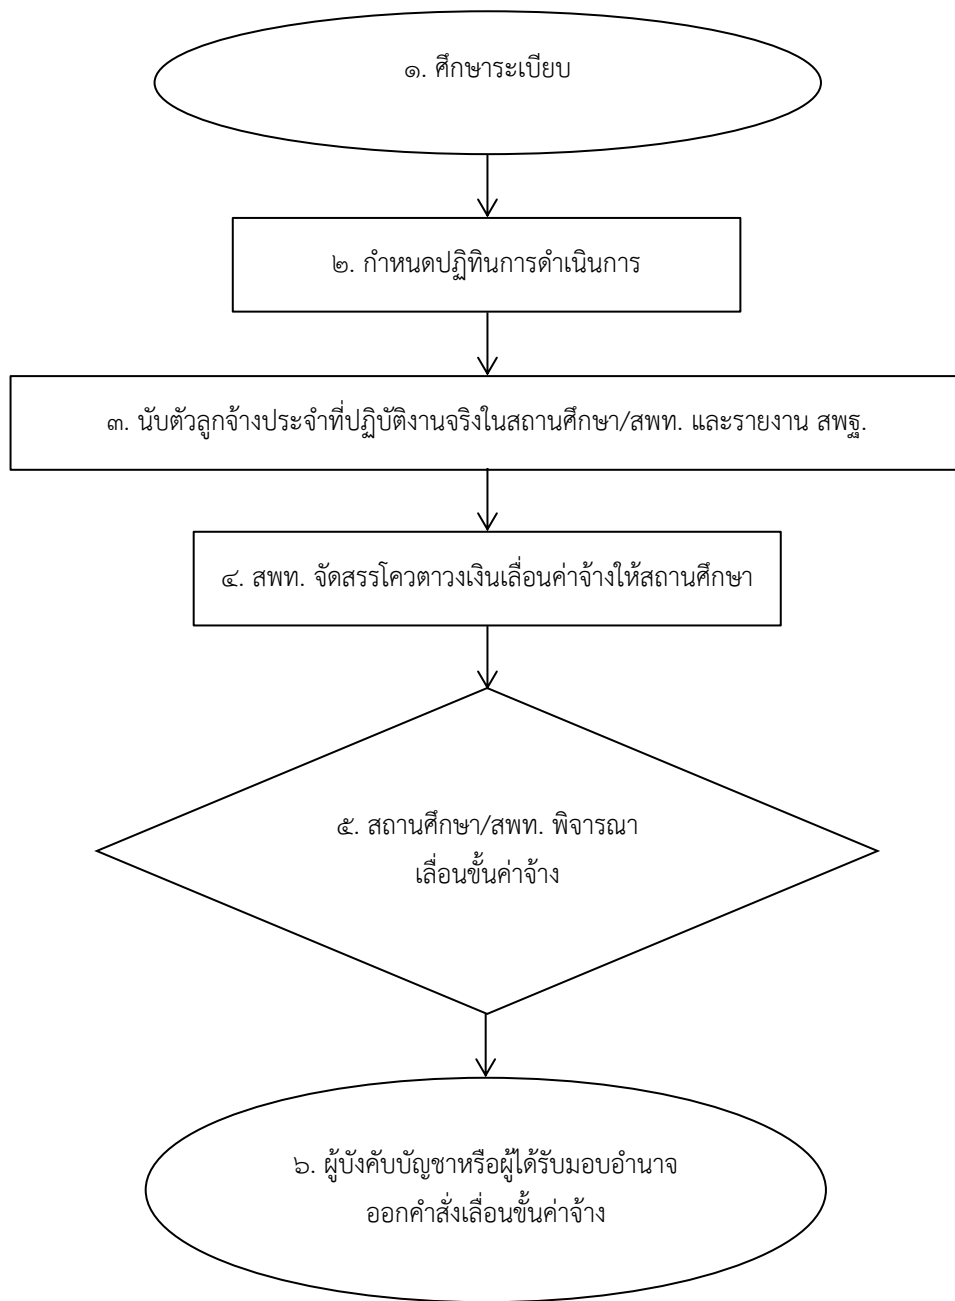 ๑. ศึกษาระเบียบ
๒. กำหนดปฏิทินการดำเนินการ
๓. นับตัวลูกจ้างประจำที่ปฏิบัติงานจริงในสถานศึกษา/สพท. และรายงาน สพฐ.
๔. สพท. จัดสรรโควตาวงเงินเลื่อนค่าจ้างให้สถานศึกษา
๕. สถานศึกษา/สพท. พิจารณา
เลื่อนขั้นค่าจ้าง
๖. ผู้บังคับบัญชาหรือผู้ได้รับมอบอำนาจ
ออกคำสั่งเลื่อนขั้นค่าจ้าง